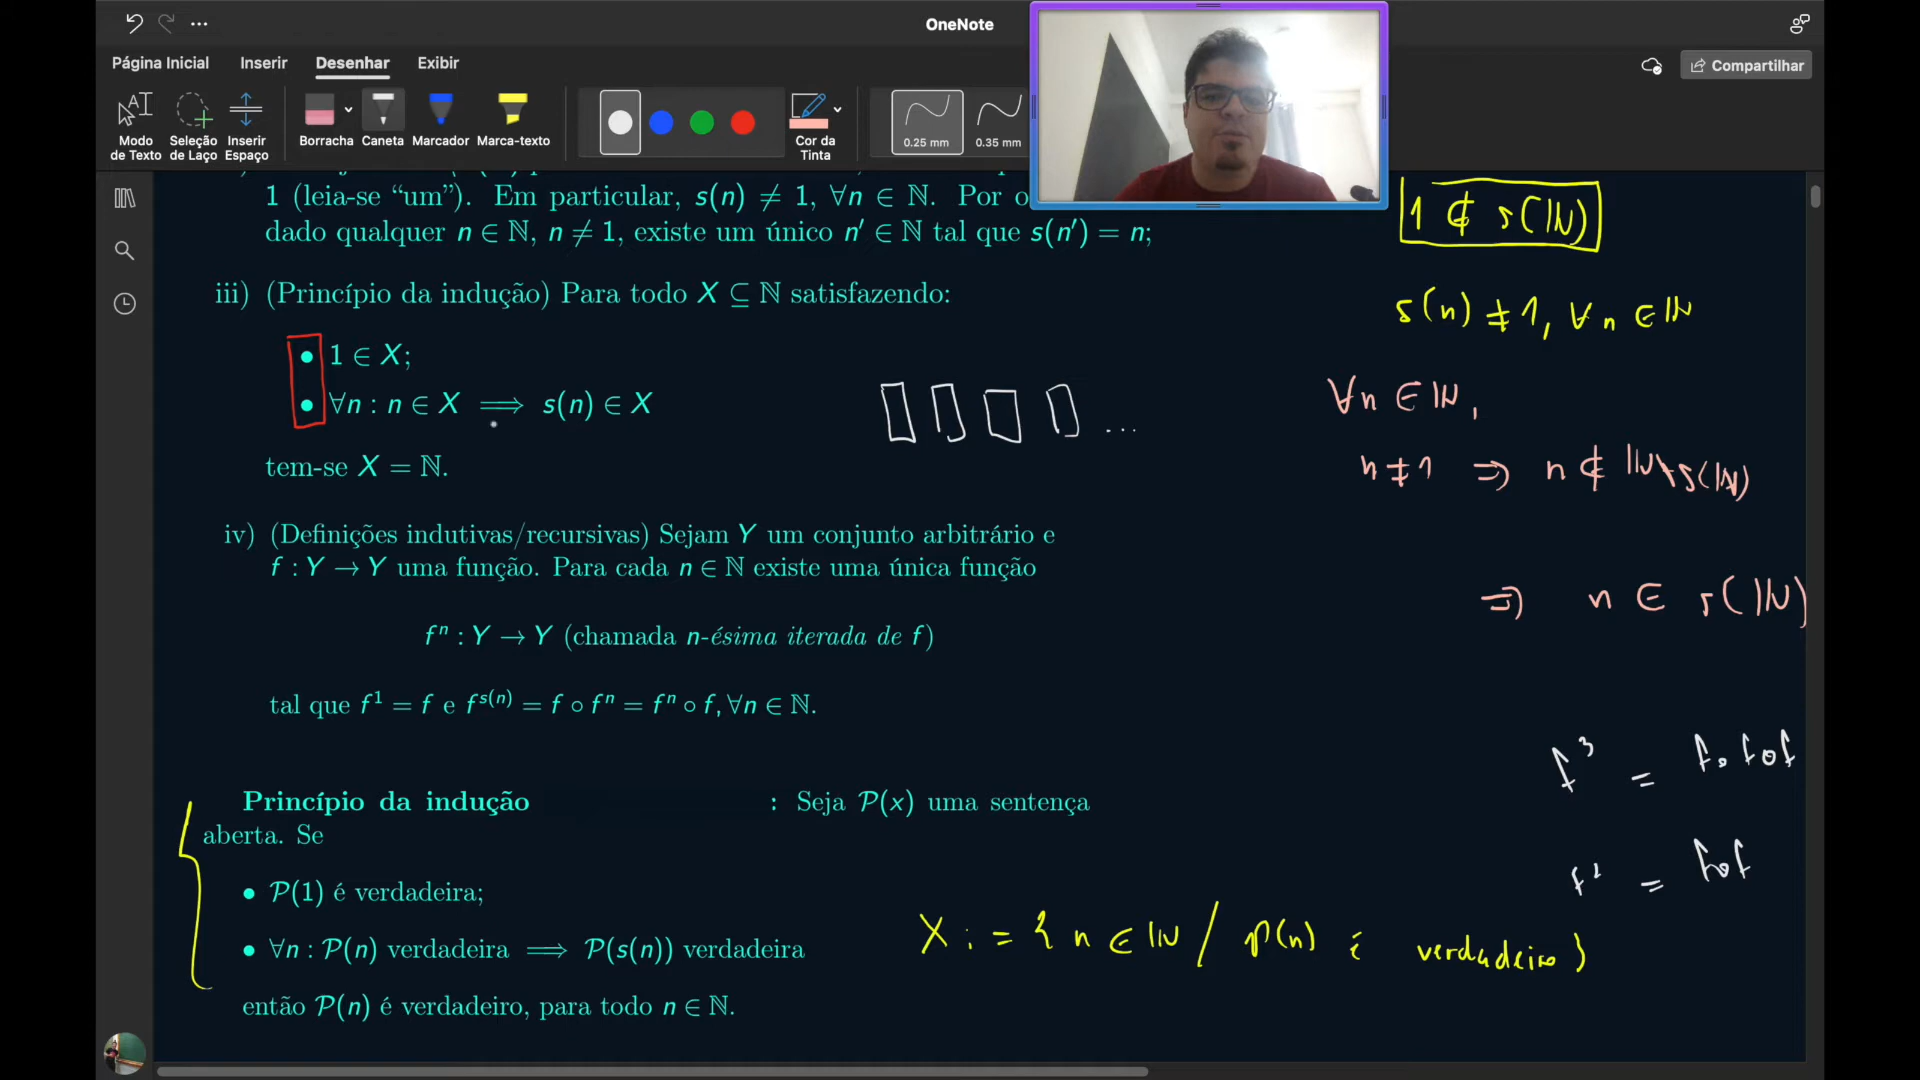 OneNote
Página Inicial Inserir Desenhar Exibir
Compartilhar
Modo de Texto Seleção de Laço Inserir Espaço Borracha Caneta Marcador Marca-texto Cor da Tinta 0.25 mm 0.35 mm
1 (leia-se “um”). Em particular, s(n) ≠ 1, ∀n ∈ ℕ. Por o
dado qualquer n ∈ ℕ, n ≠ 1, existe um único n′ ∈ ℕ tal que s(n′) = n;
iii) (Princípio da indução) Para todo X ⊆ ℕ satisfazendo:
• 1 ∈ X;
• ∀n : n ∈ X ⟹ s(n) ∈ X
tem-se X = ℕ.
iv) (Definições indutivas/recursivas) Sejam Y um conjunto arbitrário e
f : Y → Y uma função. Para cada n ∈ ℕ existe uma única função
fⁿ : Y → Y (chamada n-ésima iterada de f)
tal que f¹ = f e f^{s(n)} = f ∘ fⁿ = fⁿ ∘ f, ∀n ∈ ℕ.
Princípio da indução : Seja P(x) uma sentença
aberta. Se
• P(1) é verdadeira;
• ∀n : P(n) verdadeira ⟹ P(s(n)) verdadeira
então P(n) é verdadeiro, para todo n ∈ ℕ.
1 ∉ s(ℕ)
s(n) ≠ 1, ∀n ∈ ℕ
∀n ∈ ℕ,
n ≠ 1 ⇒ n ∉ ℕ\s(ℕ)
⇒ n ∈ s(ℕ)
...
f³ = f∘f∘f
f² = f∘f
X := { n ∈ ℕ / P(n) é verdadeiro }